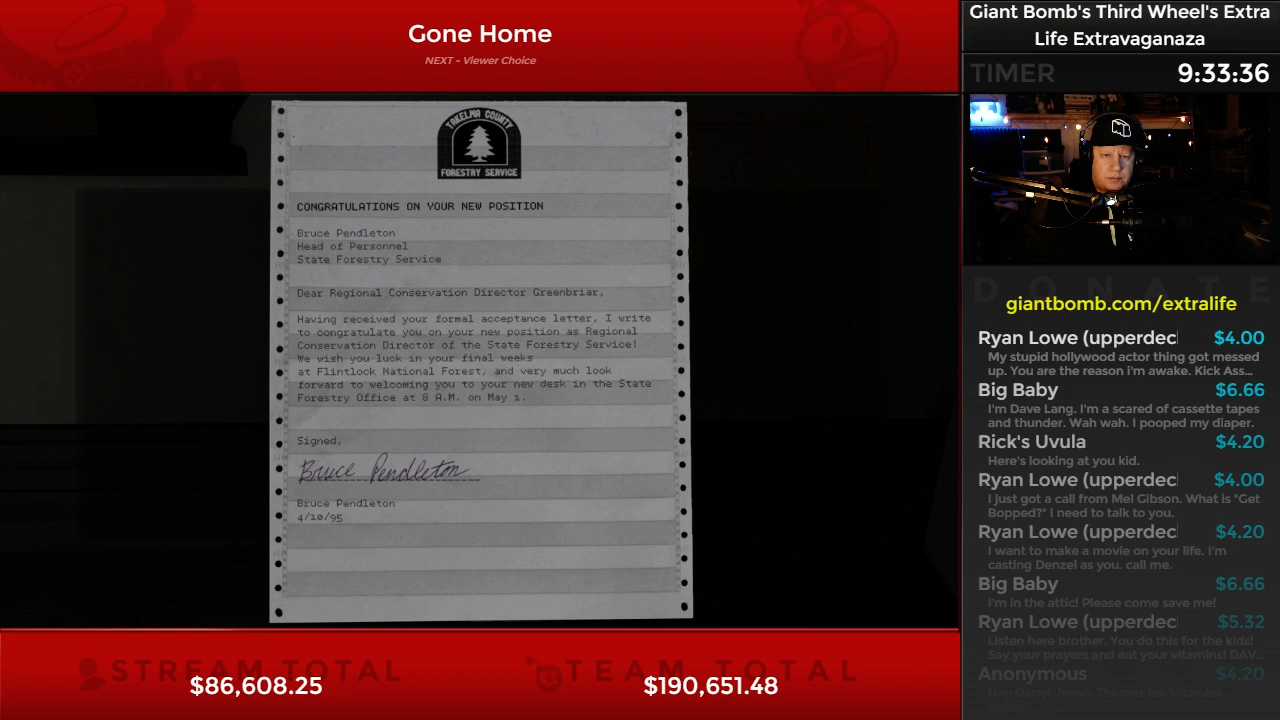 Gone Home
NEXT - Viewer Choice
Giant Bomb's Third Wheel's Extra
Life Extravaganaza
TIMER
9:33:36
TAKELMA COUNTY
FORESTRY SERVICE
CONGRATULATIONS ON YOUR NEW POSITION
Bruce Pendleton
Head of Personnel
State Forestry Service
Dear Regional Conservation Director Greenbriar,
Having received your formal acceptance letter, I write
to congratulate you on your new position as Regional
Conservation Director of the State Forestry Service!
We wish you luck in your final weeks
at Flintlock National Forest, and very much look
forward to welcoming you to your new desk in the State
Forestry Office at 8 A.M. on May 1.
Signed,
Bruce Pendleton
Bruce Pendleton
4/10/95
DONATE
giantbomb.com/extralife
Ryan Lowe (upperdec $4.00
My stupid hollywood actor thing got messed
up. You are the reason i'm awake. Kick Ass...
Big Baby $6.66
I'm Dave Lang. I'm a scared of cassette tapes
and thunder. Wah wah. I pooped my diaper.
Rick's Uvula $4.20
Here's looking at you kid.
Ryan Lowe (upperdec $4.00
I just got a call from Mel Gibson. What is "Get
Bopped?" I need to talk to you.
Ryan Lowe (upperdec $4.20
I want to make a movie on your life. I'm
casting Denzel as you. call me.
Big Baby $6.66
I'm in the attic! Please come save me!
Ryan Lowe (upperdec $5.32
Listen here brother. You do this for the kids!
Say your prayers and eat your vitamins! DAV...
Anonymous $4.20
STREAM TOTAL
$86,608.25
TEAM TOTAL
$190,651.48